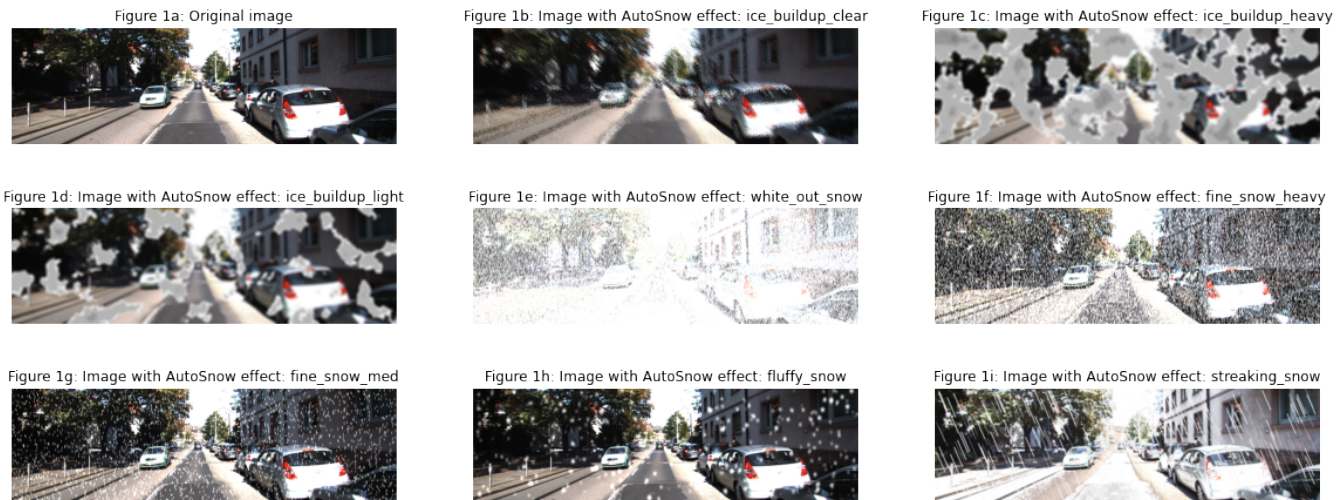 Figure 1a: Original image
Figure 1b: Image with AutoSnow effect: ice_buildup_clear
Figure 1c: Image with AutoSnow effect: ice_buildup_heavy
Figure 1d: Image with AutoSnow effect: ice_buildup_light
Figure 1e: Image with AutoSnow effect: white_out_snow
Figure 1f: Image with AutoSnow effect: fine_snow_heavy
Figure 1g: Image with AutoSnow effect: fine_snow_med
Figure 1h: Image with AutoSnow effect: fluffy_snow
Figure 1i: Image with AutoSnow effect: streaking_snow